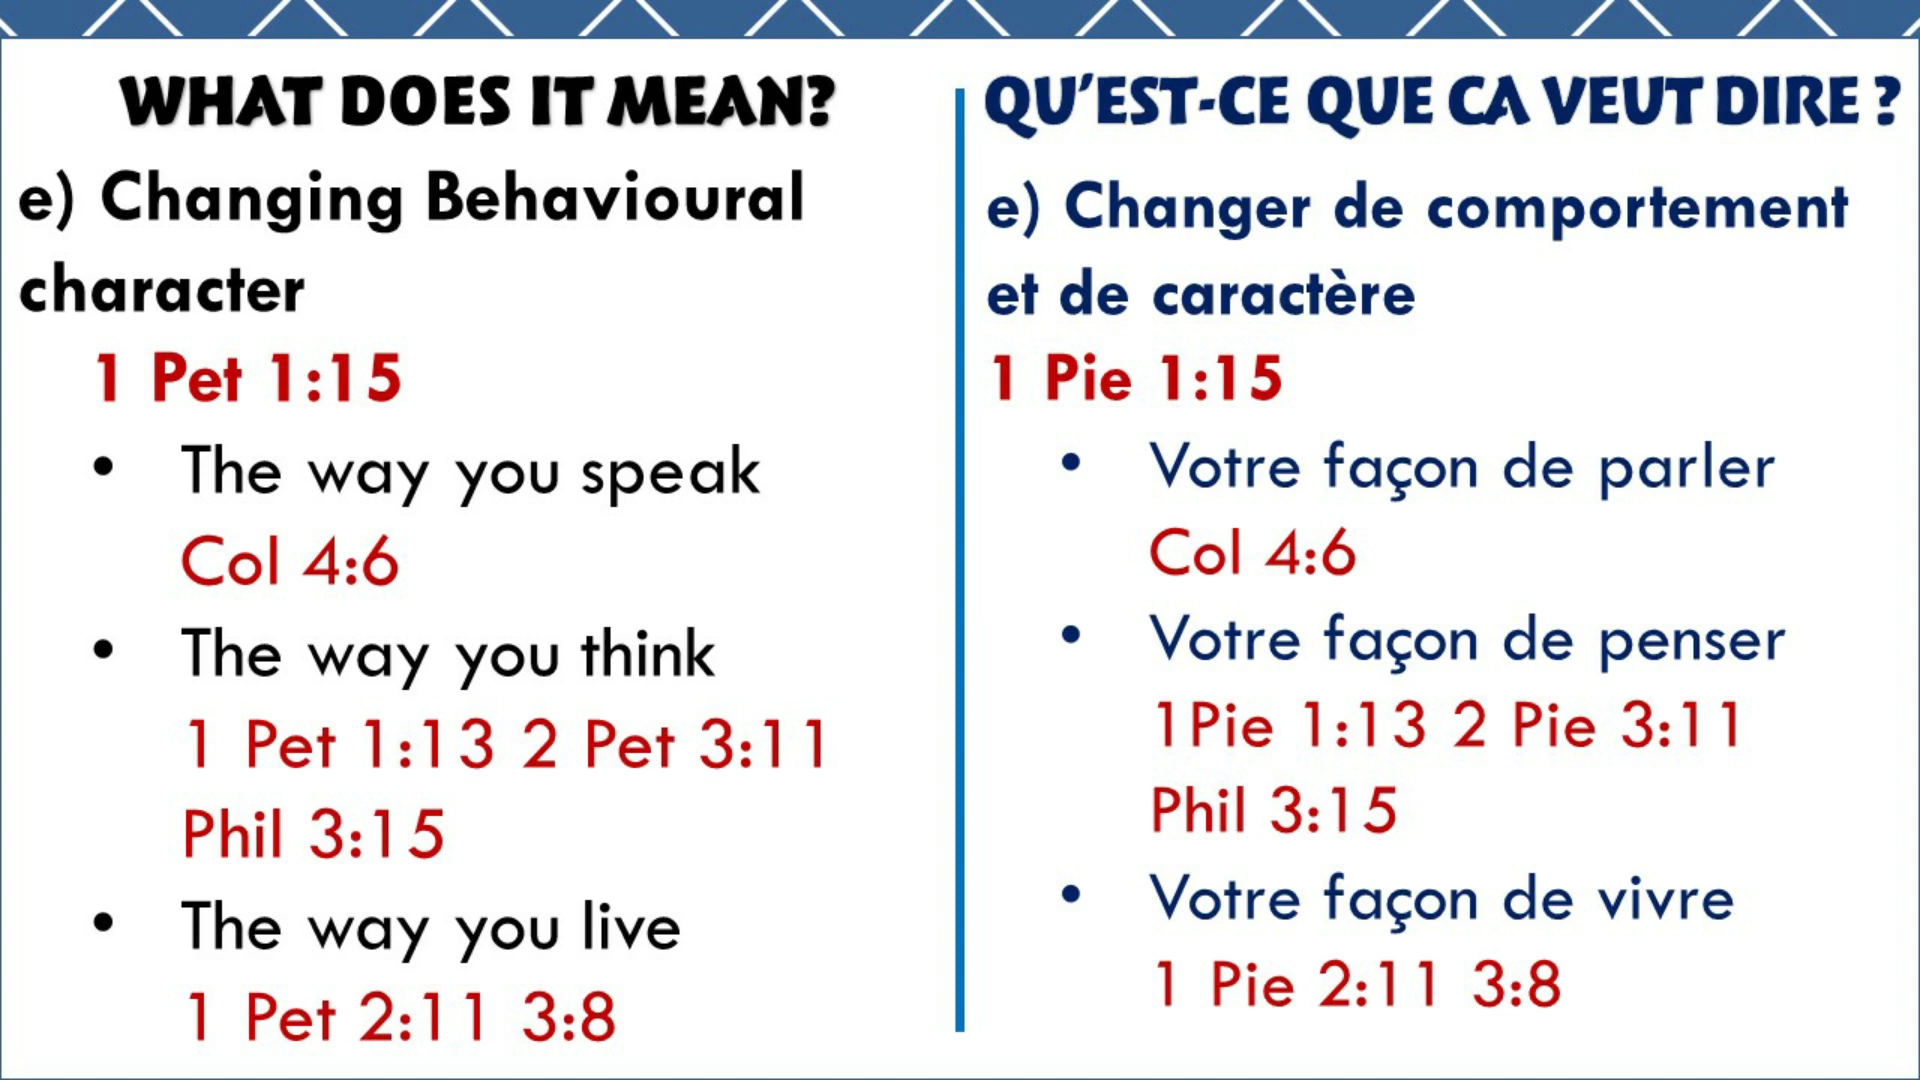 WHAT DOES IT MEAN?
e) Changing Behavioural
character
1 Pet 1:15
• The way you speak
Col 4:6
• The way you think
1 Pet 1:13 2 Pet 3:11
Phil 3:15
• The way you live
1 Pet 2:11 3:8
QU'EST-CE QUE CA VEUT DIRE ?
e) Changer de comportement
et de caractère
1 Pie 1:15
• Votre façon de parler
Col 4:6
• Votre façon de penser
1Pie 1:13 2 Pie 3:11
Phil 3:15
• Votre façon de vivre
1 Pie 2:11 3:8